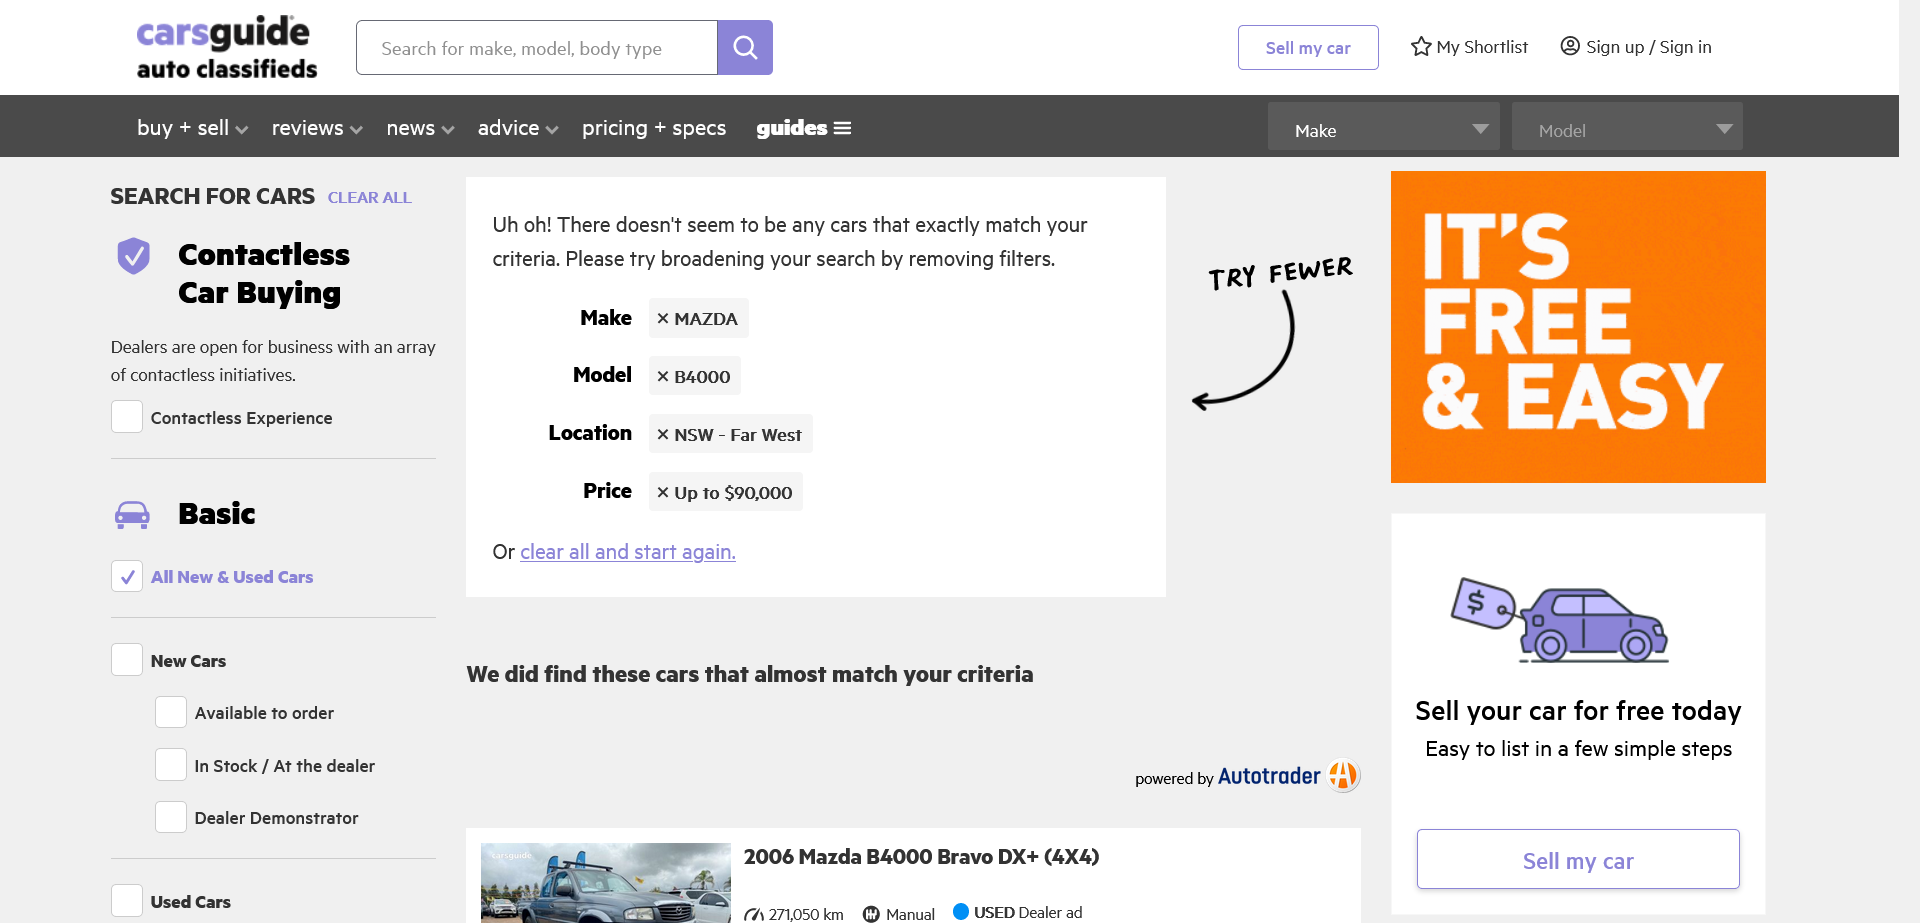 carsguide
auto classifieds
Search for make, model, body type
Sell my car
My Shortlist
Sign up / Sign in
buy + sell
reviews
news
advice
pricing + specs
guides
Make
Model
SEARCH FOR CARS CLEAR ALL
Contactless
Car Buying
Dealers are open for business with an array
of contactless initiatives.
Contactless Experience
Basic
All New & Used Cars
New Cars
Available to order
In Stock / At the dealer
Dealer Demonstrator
Used Cars
Uh oh! There doesn't seem to be any cars that exactly match your
criteria. Please try broadening your search by removing filters.
Make × MAZDA
Model × B4000
Location × NSW - Far West
Price × Up to $90,000
Or clear all and start again.
TRY FEWER
We did find these cars that almost match your criteria
powered by Autotrader
carsguide
2006 Mazda B4000 Bravo DX+ (4X4)
271,050 km
Manual
USED Dealer ad
IT'S
FREE
& EASY
$
Sell your car for free today
Easy to list in a few simple steps
Sell my car